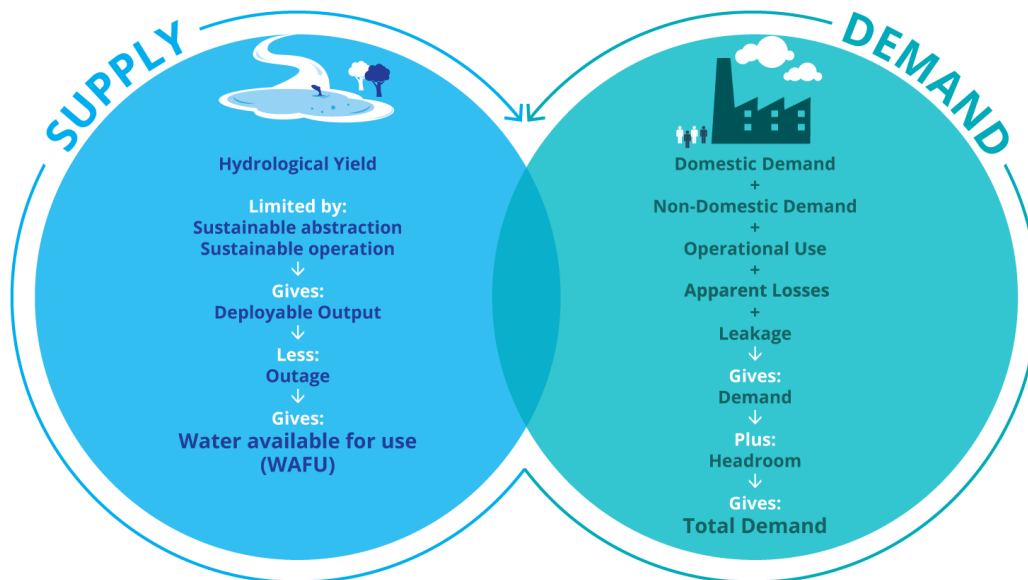 SUPPLY
Hydrological Yield
Limited by:
Sustainable abstraction
Sustainable operation
↓
Gives:
Deployable Output
↓
Less:
Outage
↓
Gives:
Water available for use
(WAFU)
DEMAND
Domestic Demand
+
Non-Domestic Demand
+
Operational Use
+
Apparent Losses
+
Leakage
↓
Gives:
Demand
↓
Plus:
Headroom
↓
Gives:
Total Demand